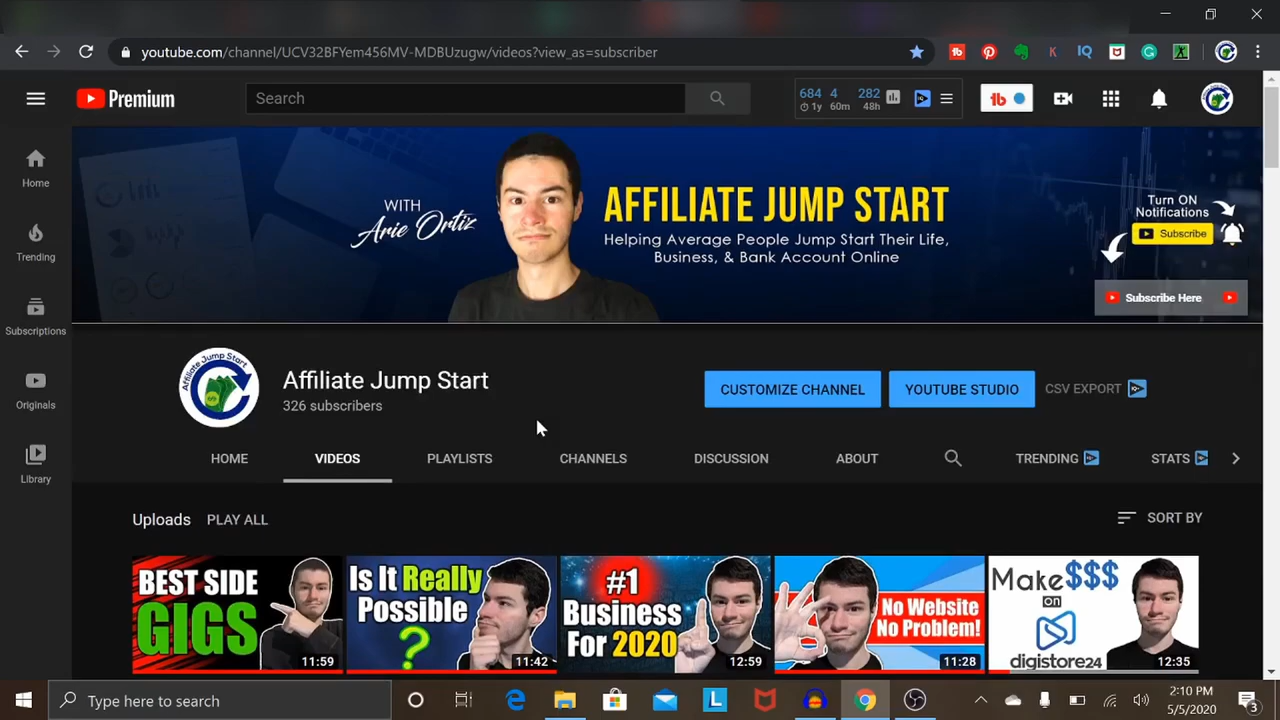 youtube.com/channel/UCV32BFYem456MV-MDBUzugw/videos?view_as=subscriber
Premium
Search
684 4 282
1y 60m 48h
Home
Trending
Subscriptions
Originals
Library
WITH
Arie Ortiz
AFFILIATE JUMP START
Helping Average People Jump Start Their Life,
Business, & Bank Account Online
Turn ON
Notifications
Subscribe
Subscribe Here
Affiliate Jump Start
Affiliate Jump Start
326 subscribers
CUSTOMIZE CHANNEL
YOUTUBE STUDIO
CSV EXPORT
HOME
VIDEOS
PLAYLISTS
CHANNELS
DISCUSSION
ABOUT
TRENDING
STATS
Uploads
PLAY ALL
SORT BY
BEST SIDE
GIGS
11:59
Is It Really
Possible
?
11:42
#1
Business
For 2020
12:59
No Website
No Problem!
11:28
Make $$$
on
digistore24
12:35
Type here to search
2:10 PM
5/5/2020
3